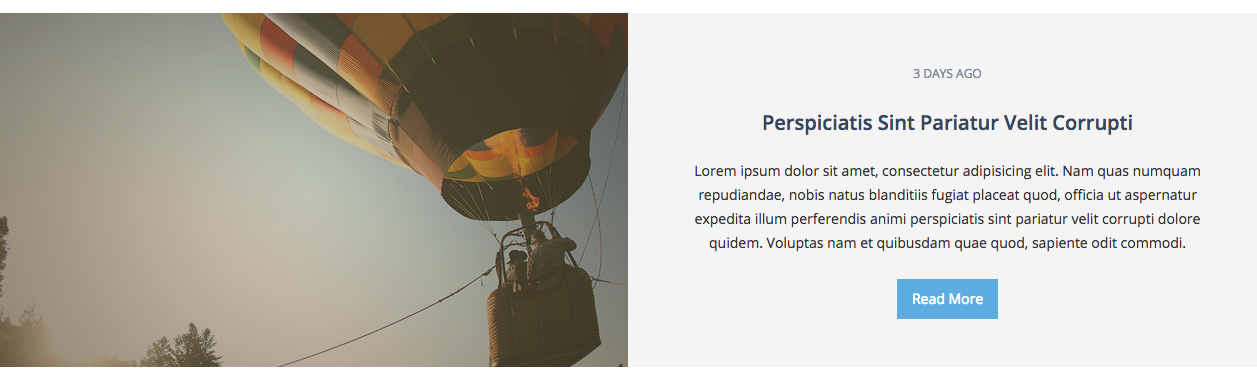 3 DAYS AGO
Perspiciatis Sint Pariatur Velit Corrupti
Lorem ipsum dolor sit amet, consectetur adipisicing elit. Nam quas numquam
repudiandae, nobis natus blanditiis fugiat placeat quod, officia ut aspernatur
expedita illum perferendis animi perspiciatis sint pariatur velit corrupti dolore
quidem. Voluptas nam et quibusdam quae quod, sapiente odit commodi.
Read More